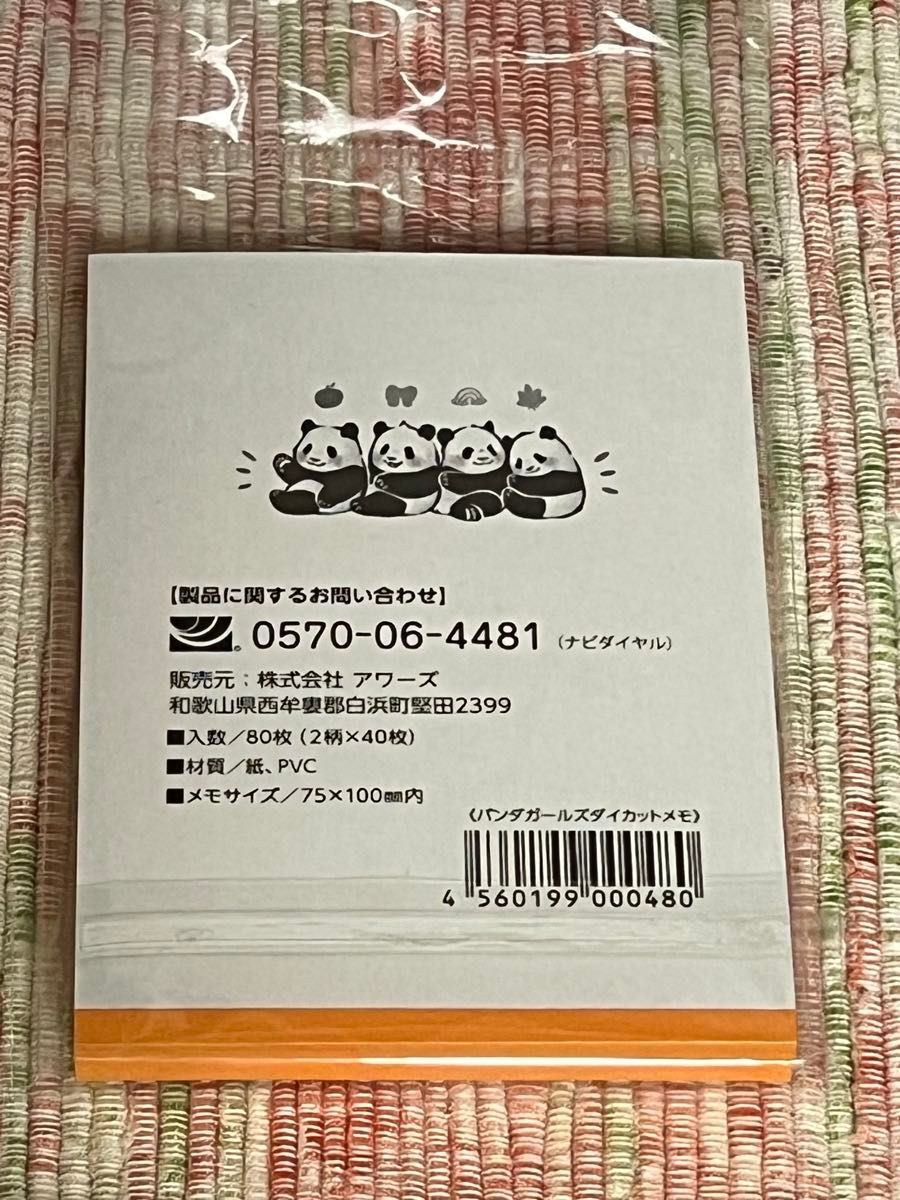 【製品に関するお問い合わせ】
0570-06-4481 (ナビダイヤル)
販売元：株式会社 アワーズ
和歌山県西牟婁郡白浜町堅田2399
■入数／80枚（2柄×40枚）
■材質／紙、PVC
■メモサイズ／75×100㎜内
《パンダガールズダイカットメモ》
4 560199 000480